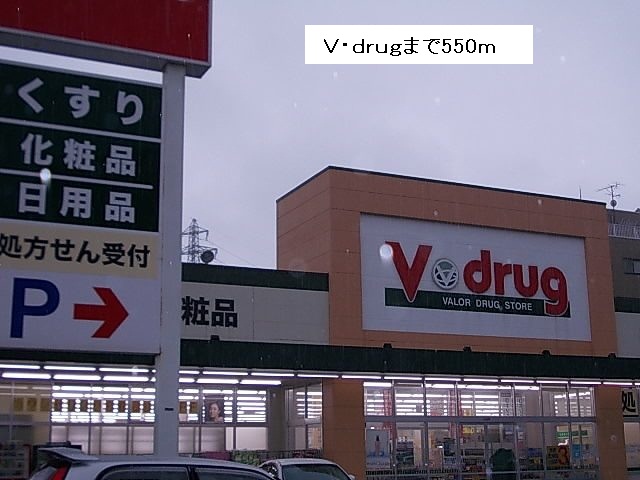 V・drugまで550m
くすり
化粧品
日用品
処方せん受付
P
粧品
V drug
VALOR DRUG STORE
処